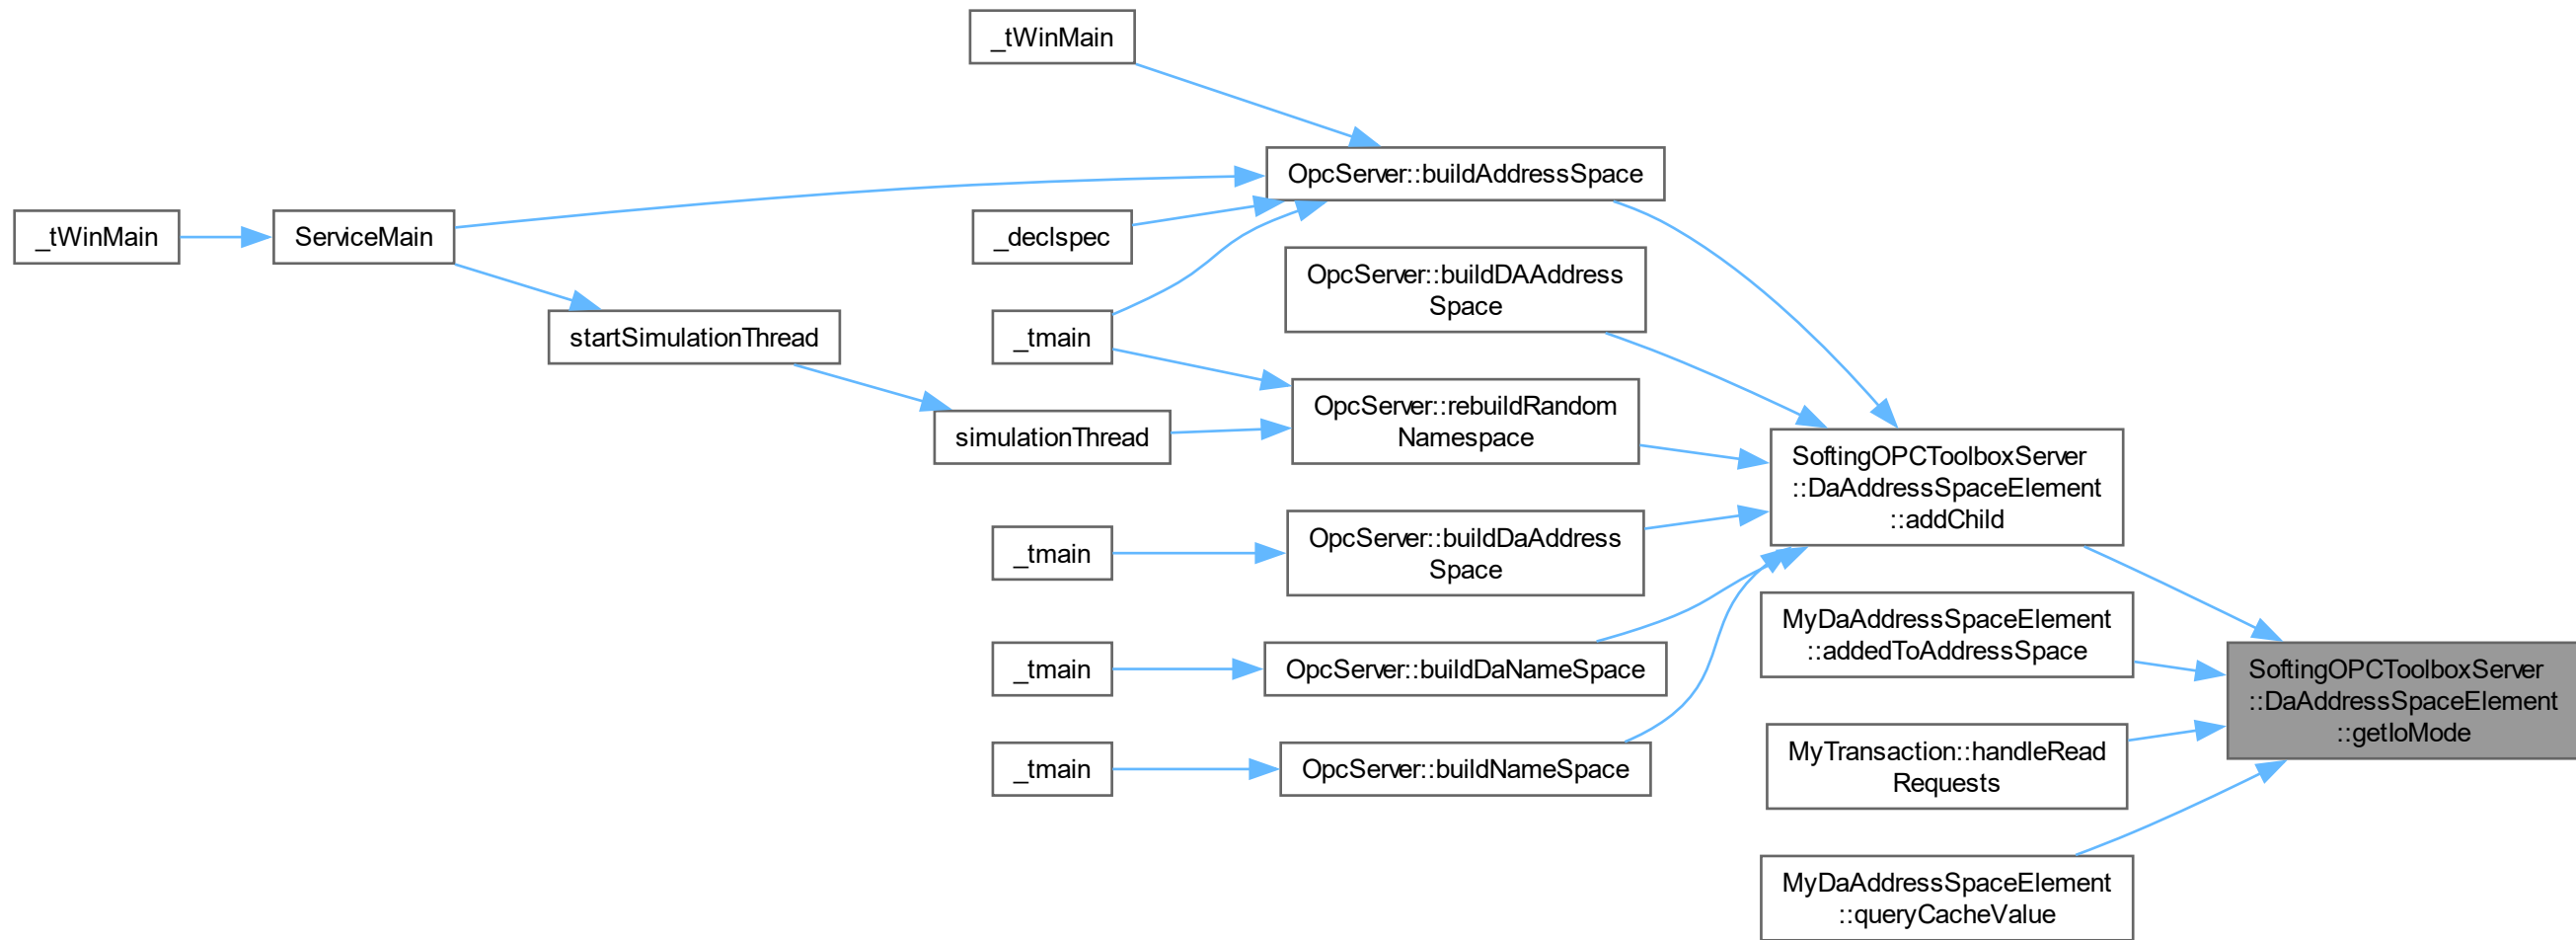 _tWinMain
OpcServer::buildAddressSpace
_tWinMain
ServiceMain
_declspec
OpcServer::buildDAAddress
Space
startSimulationThread
_tmain
OpcServer::rebuildRandom
Namespace
simulationThread
SoftingOPCToolboxServer
::DaAddressSpaceElement
::addChild
_tmain
OpcServer::buildDaAddress
Space
MyDaAddressSpaceElement
::addedToAddressSpace
_tmain
OpcServer::buildDaNameSpace
SoftingOPCToolboxServer
::DaAddressSpaceElement
::getIoMode
_tmain
OpcServer::buildNameSpace
MyTransaction::handleRead
Requests
MyDaAddressSpaceElement
::queryCacheValue